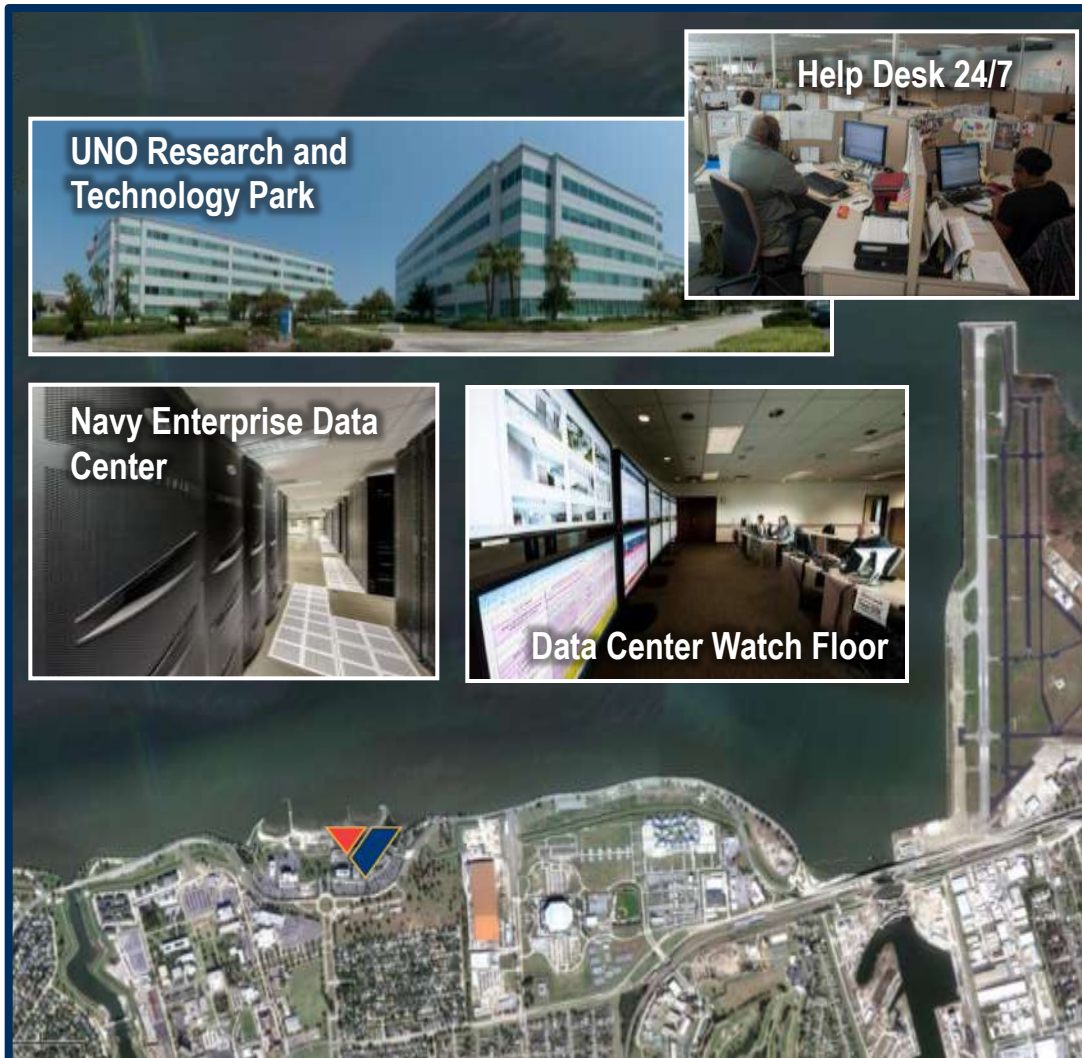 Help Desk 24/7
UNO Research and
Technology Park
Navy Enterprise Data
Center
Data Center Watch Floor